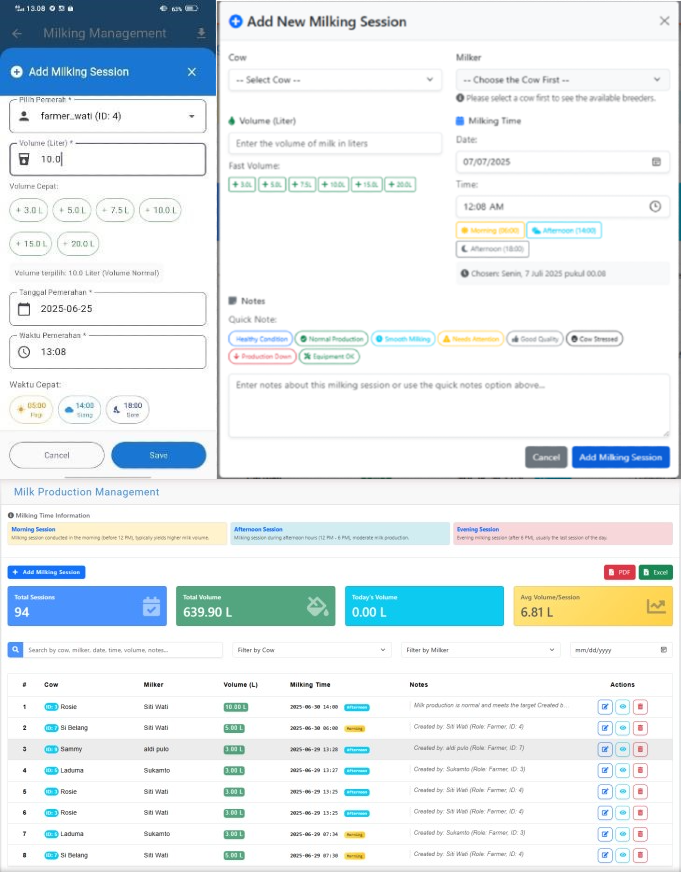 13.08
63%
Milking Management
Add Milking Session
Pilih Pemerah *
farmer_wati (ID: 4)
Volume (Liter) *
10.0
Volume Cepat:
+ 3.0 L
+ 5.0 L
+ 7.5 L
+ 10.0 L
+ 15.0 L
+ 20.0 L
Volume terpilih: 10.0 Liter (Volume Normal)
Tanggal Pemerahan *
2025-06-25
Waktu Pemerahan *
13:08
Waktu Cepat:
05:00 Pagi
14:00 Siang
18:00 Sore
Cancel
Save
Add New Milking Session
Cow
-- Select Cow --
Milker
-- Choose the Cow First --
Please select a cow first to see the available breeders.
Volume (Liter)
Enter the volume of milk in liters
Fast Volume:
+ 3.0L
+ 5.0L
+ 7.5L
+ 10.0L
+ 15.0L
+ 20.0L
Milking Time
Date:
07/07/2025
Time:
12:08 AM
Morning (06:00)
Afternoon (14:00)
Afternoon (18:00)
Chosen: Senin, 7 Juli 2025 pukul 00.08
Notes
Quick Note:
Healthy Condition
Normal Production
Smooth Milking
Needs Attention
Good Quality
Cow Stressed
Production Down
Equipment OK
Enter notes about this milking session or use the quick notes option above...
Cancel
Add Milking Session
Milk Production Management
Milking Time Information
Morning Session
Milking session conducted in the morning (before 12 PM), typically yields higher milk volume.
Afternoon Session
Milking session during afternoon hours (12 PM - 6 PM), moderate milk production.
Evening Session
Evening milking session (after 6 PM), usually the last session of the day.
+ Add Milking Session
PDF
Excel
Total Sessions
94
Total Volume
639.90 L
Today's Volume
0.00 L
Avg Volume/Session
6.81 L
Search by cow, milker, date, time, volume, notes...
Filter by Cow
Filter by Milker
mm/dd/yyyy
# Cow Milker Volume (L) Milking Time Notes Actions
1 Rosie Siti Wati 10.00 L 2025-06-30 14:00 Afternoon Milk production is normal and meets the target Created b...
2 Si Belang Siti Wati 5.00 L 2025-06-30 06:00 Morning Created by: Siti Wati (Role: Farmer, ID: 4)
3 Sammy aldi pulo 3.00 L 2025-06-29 13:28 Afternoon Created by: aldi pulo (Role: Farmer, ID: 7)
4 Laduma Sukamto 3.00 L 2025-06-29 13:27 Afternoon Created by: Sukamto (Role: Farmer, ID: 3)
5 Rosie Siti Wati 3.00 L 2025-06-29 13:25 Afternoon Created by: Siti Wati (Role: Farmer, ID: 4)
6 Rosie Siti Wati 3.00 L 2025-06-29 13:25 Afternoon Created by: Siti Wati (Role: Farmer, ID: 4)
7 Laduma Sukamto 3.00 L 2025-06-29 07:34 Morning Created by: Sukamto (Role: Farmer, ID: 3)
8 Si Belang Siti Wati 5.00 L 2025-06-29 07:30 Morning Created by: Siti Wati (Role: Farmer, ID: 4)